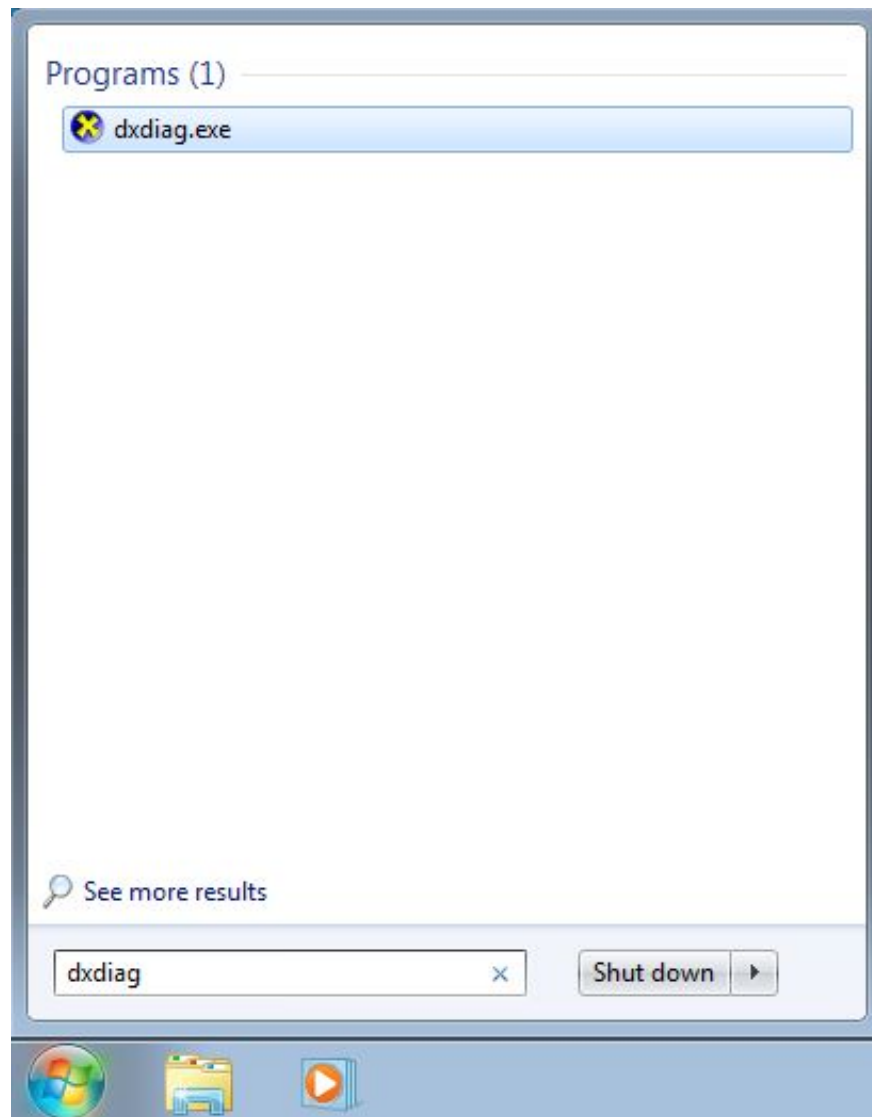 Programs (1)
dxdiag.exe
See more results
dxdiag
Shut down